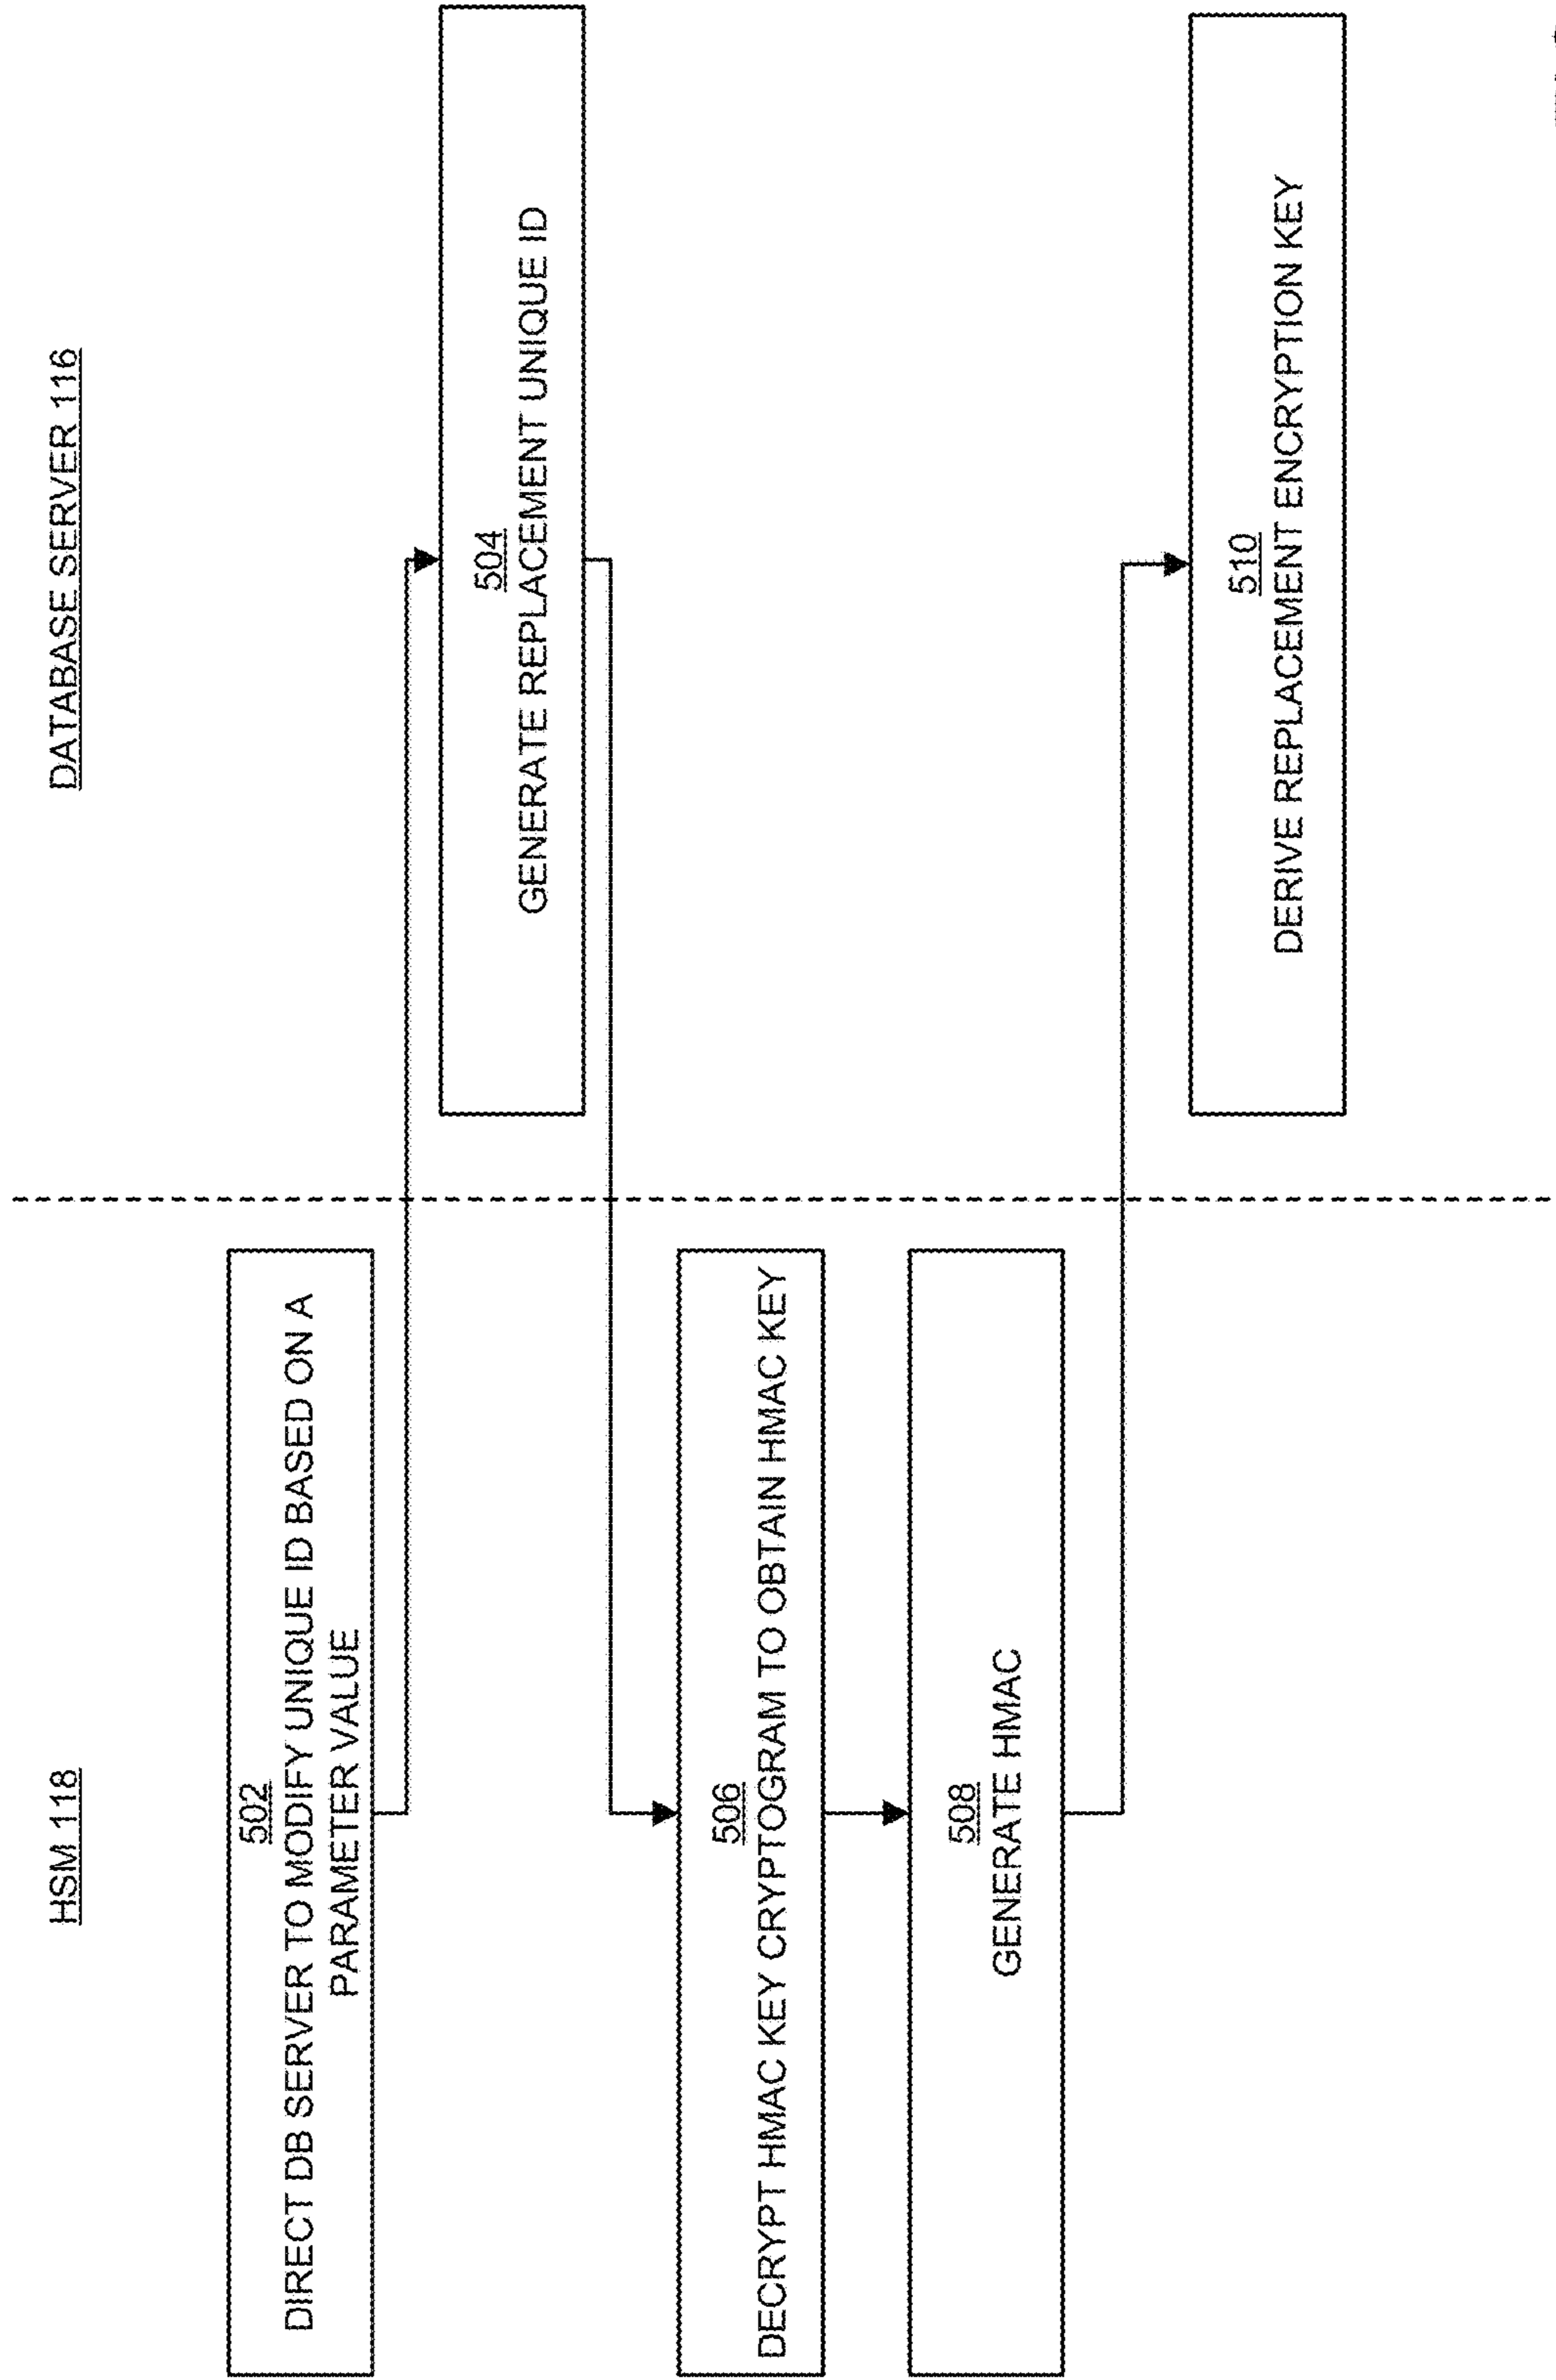 HSM 118
DATABASE SERVER 116
502
DIRECT DB SERVER TO MODIFY UNIQUE ID BASED ON A
PARAMETER VALUE
504
GENERATE REPLACEMENT UNIQUE ID
506
DECRYPT HMAC KEY CRYPTOGRAM TO OBTAIN HMAC KEY
508
GENERATE HMAC
510
DERIVE REPLACEMENT ENCRYPTION KEY